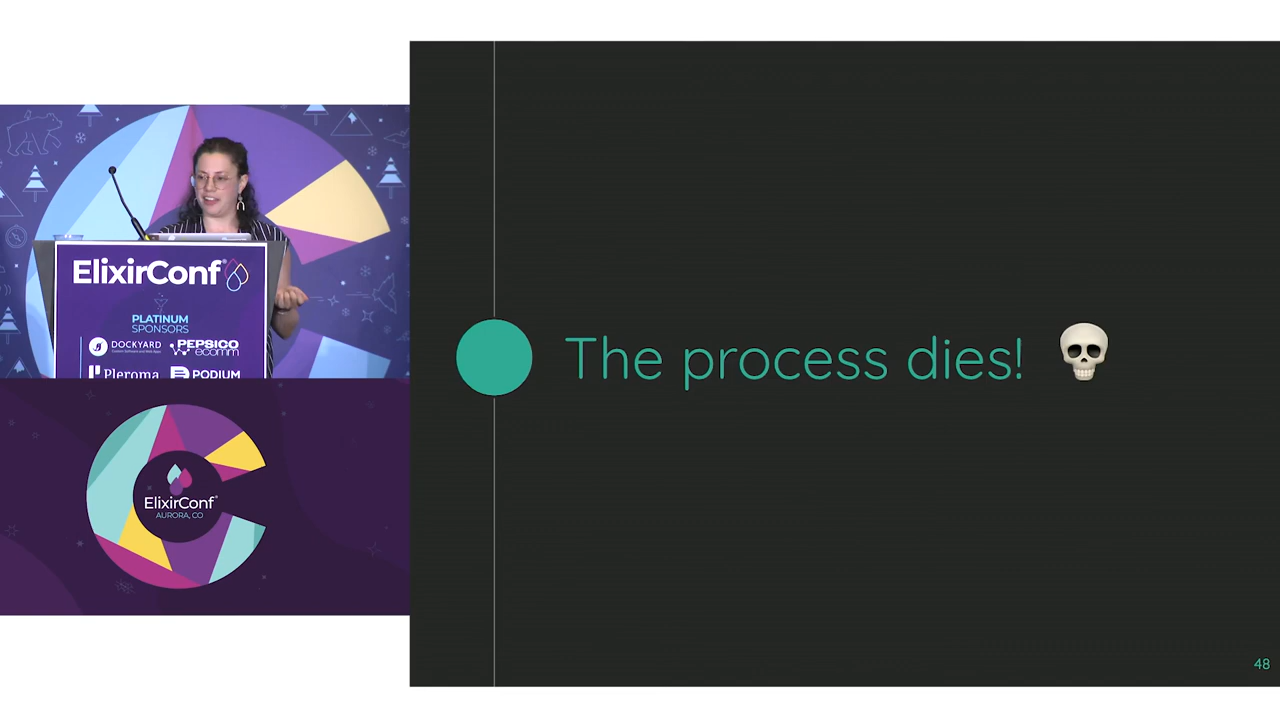 ElixirConf
PLATINUM
SPONSORS
DOCKYARD
PEPSICO
ecomm
Pleroma
PODIUM
ElixirConf
AURORA, CO
The process dies!
48